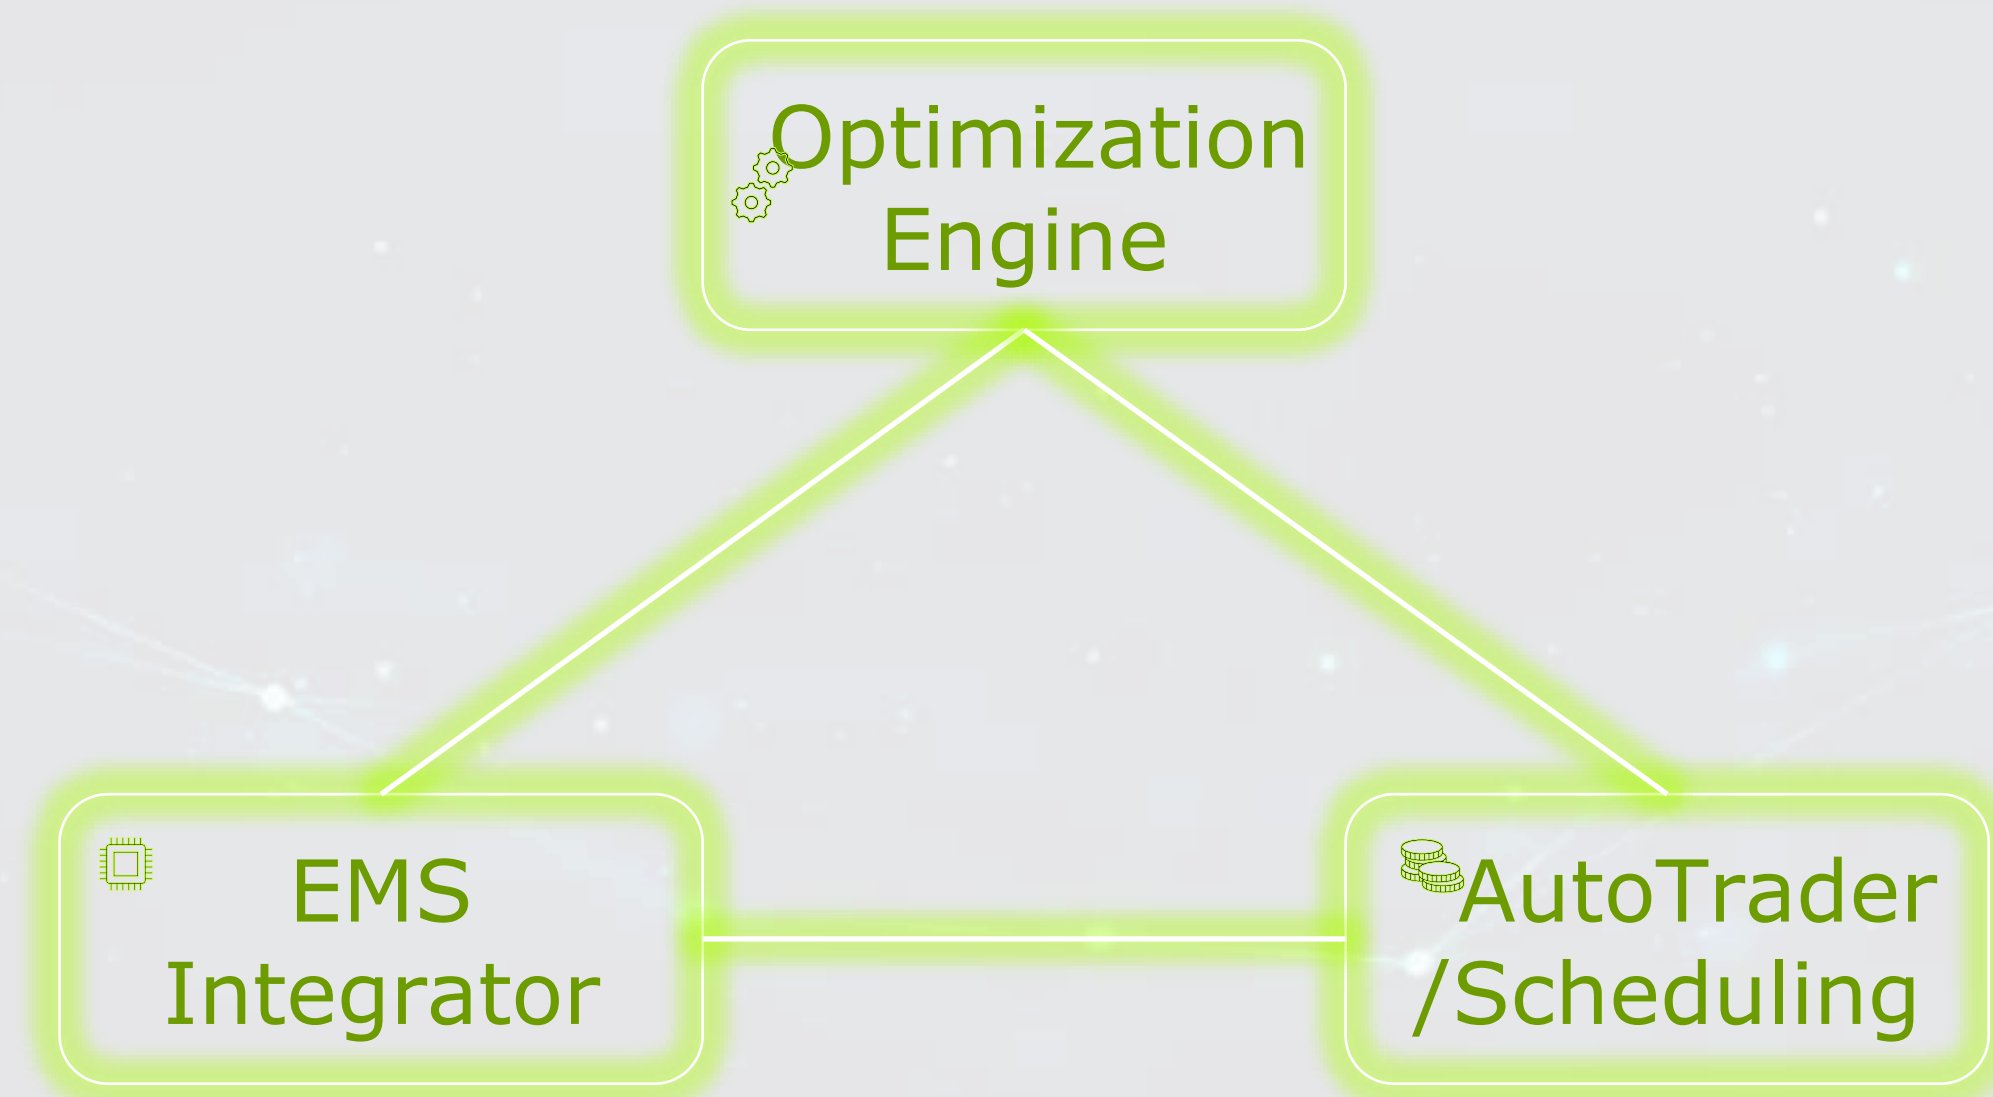 Optimization
Engine
EMS
Integrator
AutoTrader
/Scheduling